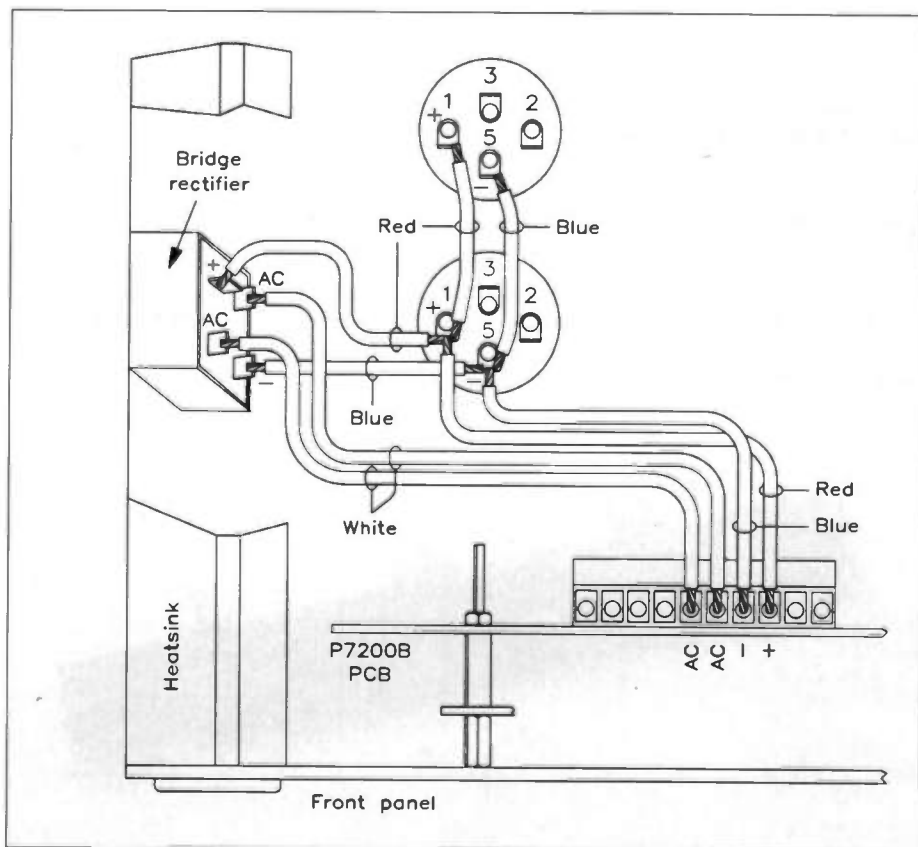 3
1
2
+
5
−
Bridge
rectifier
Red
Blue
+
AC
3
1
2
+
AC
5
−
−
Blue
White
Red
Blue
Heatsink
P7200B
PCB
AC
AC
−
+
Front panel